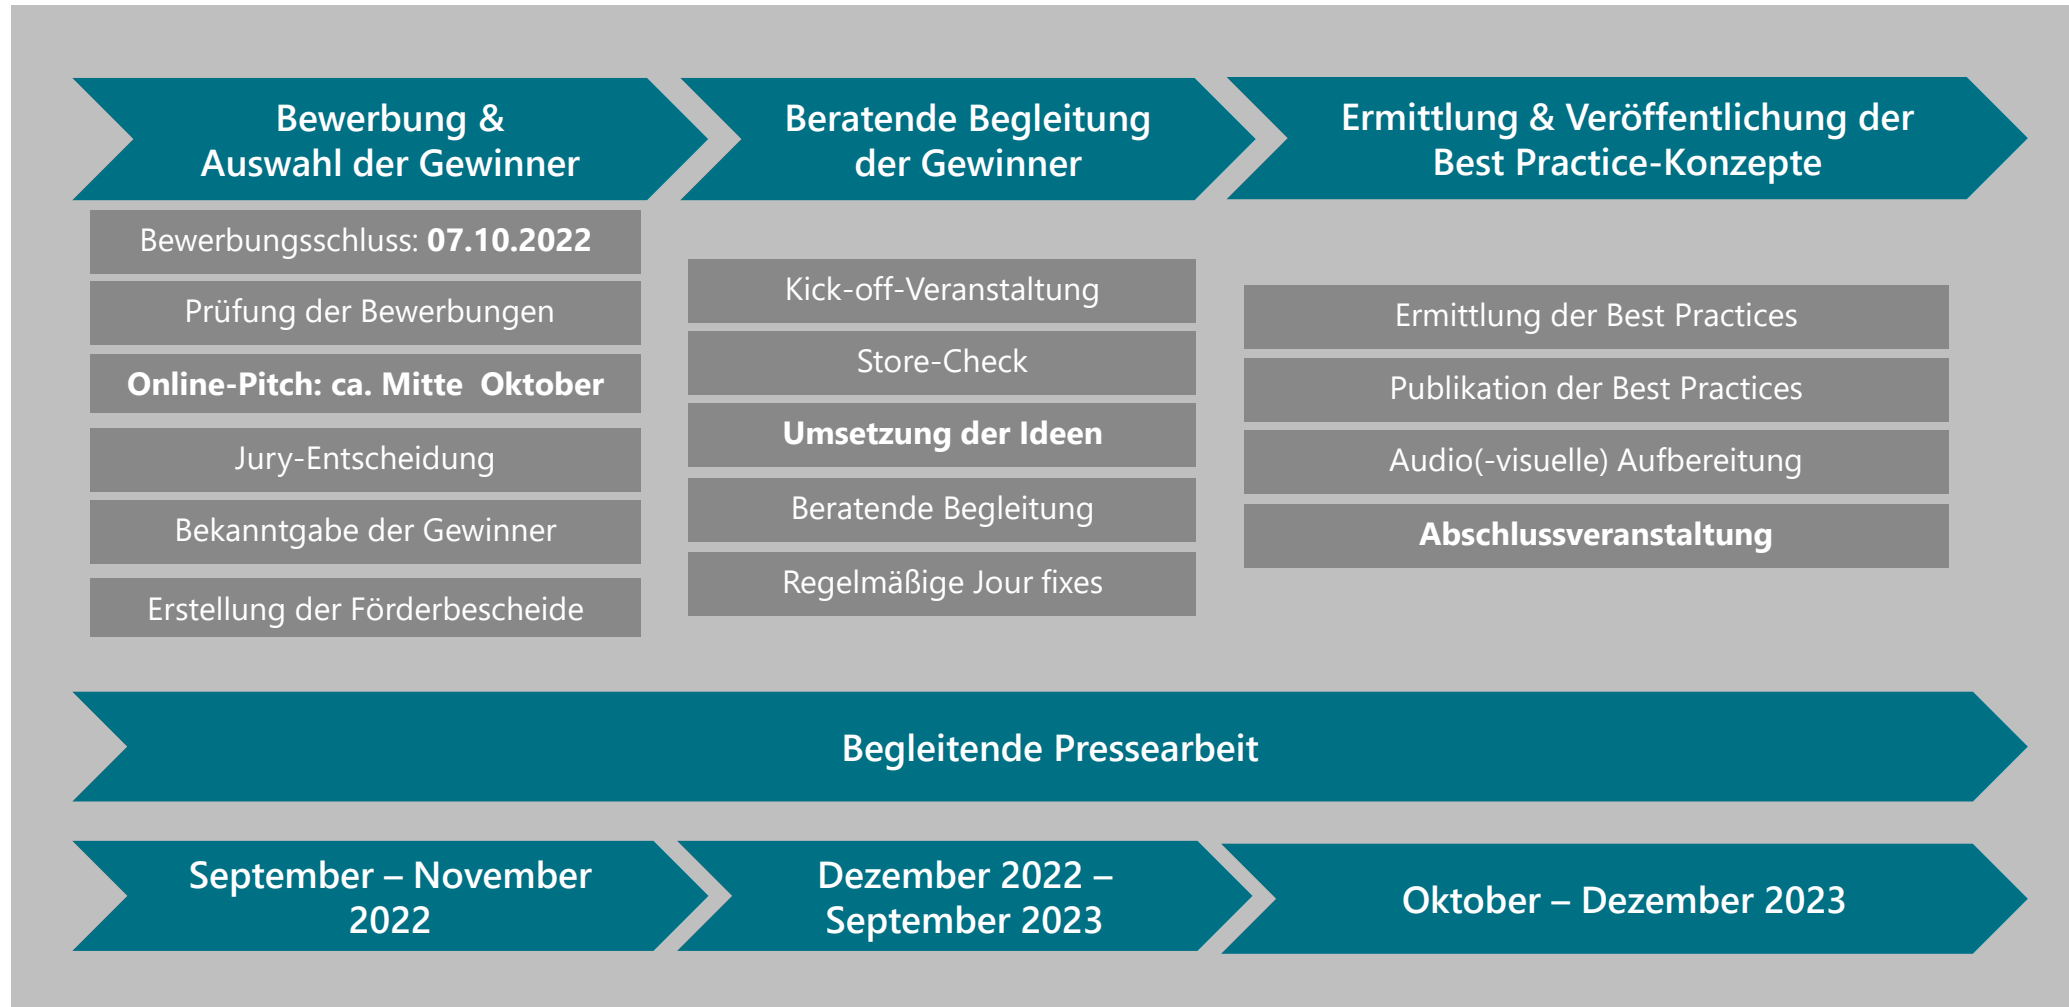 Bewerbung &
Auswahl der Gewinner
Bewerbungsschluss: 07.10.2022
Prüfung der Bewerbungen
Online-Pitch: ca. Mitte  Oktober
Jury-Entscheidung
Bekanntgabe der Gewinner
Erstellung der Förderbescheide
Beratende Begleitung
der Gewinner
Kick-off-Veranstaltung
Store-Check
Umsetzung der Ideen
Beratende Begleitung
Regelmäßige Jour fixes
Ermittlung & Veröffentlichung der
Best Practice-Konzepte
Ermittlung der Best Practices
Publikation der Best Practices
Audio(-visuelle) Aufbereitung
Abschlussveranstaltung
Begleitende Pressearbeit
September – November
2022
Dezember 2022 –
September 2023
Oktober – Dezember 2023